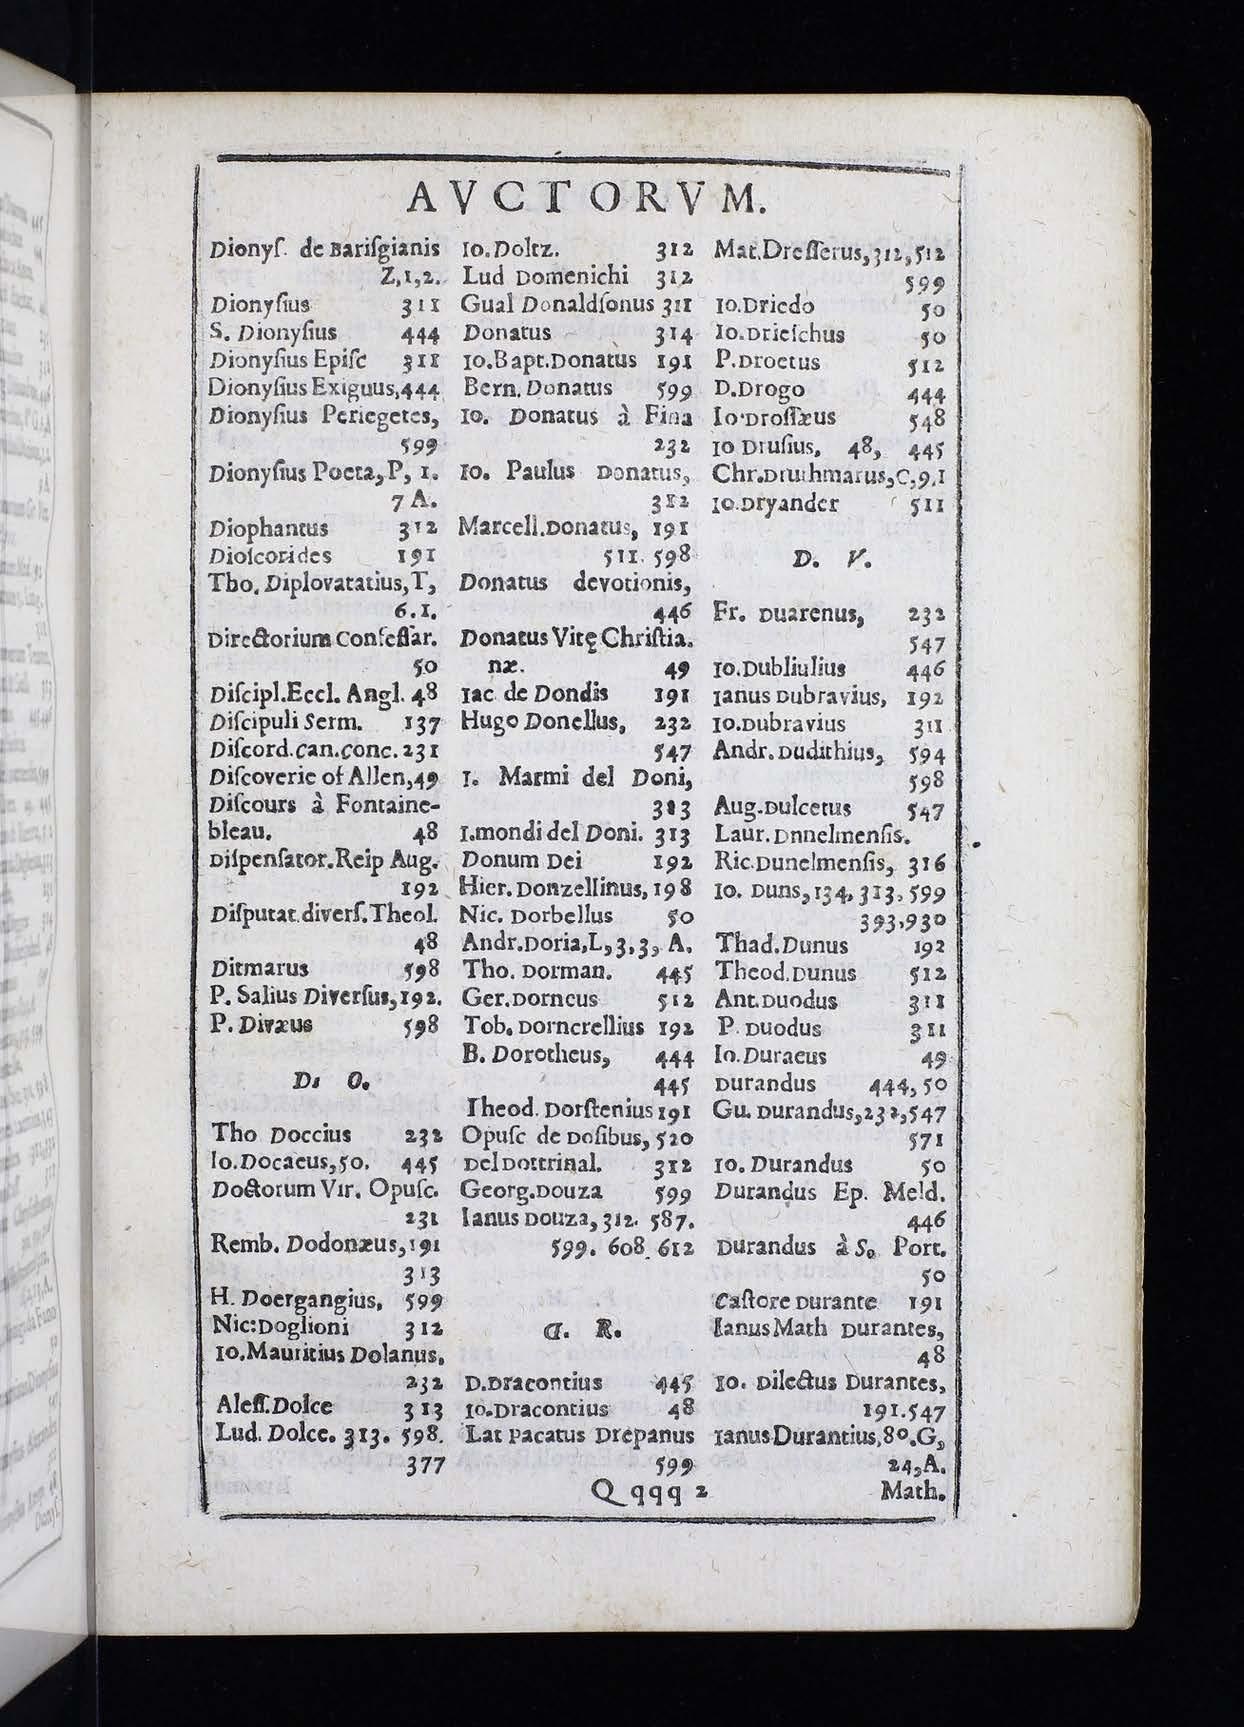 AVCTORVM.
Dionyſ. de Bariſgianis
Z,1,2.
Dionyſius 311
S. Dionyſius 444
Dionyſius Epiſc 311
Dionyſius Exiguus,444
Dionyſius Periegetes,
599
Dionyſius Poeta,P, 1.
7 A.
Diophantus 312
Dioſcorides 191
Tho. Diplovatatius,T,
6.1.
Directorium Confeſſar.
50
Diſcipl.Eccl. Angl. 48
Diſcipuli Serm. 137
Diſcord.can.conc.231
Diſcoverie of Allen,49
Diſcours à Fontaine-
bleau. 48
Diſpenſator.Reip Aug.
192
Diſputat.diverſ.Theol.
48
Ditmarus 598
P. Salius Diverſus,192.
P. Divæus 598
D. O.
Tho Doccius 232
Io.Docaeus,50. 445
Doctorum Vir. Opuſc.
231
Remb. Dodonæus,191
313
H. Doergangius, 599
Nic:Doglioni 312
Io.Mauritius Dolanus,
232
Aleſſ.Dolce 313
Lud. Dolce. 313. 598.
377
Io.Doltz. 312
Lud Domenichi 312
Gual Donaldſonus 311
Donatus 314
Io.Bapt.Donatus 191
Bern. Donatus 599
Io. Donatus à Fina
232
Io. Paulus Donatus,
312
Marcell.Donatus, 191
511. 598
Donatus devotionis,
446
Donatus Vitę Chriſtia.
næ. 49
Iac de Dondis 191
Hugo Donellus, 232
547
I. Marmi del Doni,
313
I.mondi del Doni. 313
Donum Dei 192
Hier. Donzellinus, 198
Nic. Dorbellus 50
Andr.Doria,L,3,3, A.
Tho. Dorman. 445
Ger.Dorneus 512
Tob. Dornerellius 192
B. Dorotheus, 444
445
Theod. Dorſtenius 191
Opuſc de Doſibus, 520
Del Dottrinal. 312
Georg.Douza 599
Ianus Douza, 312. 587.
599. 608. 612
D. R.
D.Dracontius 445
Io.Dracontius 48
Lat Pacatus Drepanus
599
Mat.Dreſſerus,312,512
599
Io.Driedo 50
Io.Drieſchus 50
P.Droetus 512
D.Drogo 444
Io.Droſſæus 548
Io Druſius, 48, 445
Chr.Druthmarus,C,9,1
Io.Dryander 511
D. V.
Fr. Duarenus, 232
547
Io.Dubliulius 446
Ianus Dubravius, 192
Io.Dubravius 311
Andr. Dudithius, 594
598
Aug.Dulcetus 547
Laur. Dnnelmenſis.
Ric.Dunelmenſis, 316
Io. Duns,134, 313, 599
393,930
Thad.Dunus 192
Theod.Dunus 512
Ant.Duodus 311
P. Duodus 311
Io.Duraeus 49
Durandus 444, 50
Gu. Durandus,232,547
571
Io. Durandus 50
Durandus Ep. Meld.
446
Durandus à S. Port.
50
Caſtore Durante 191
Ianus Math Durantes,
48
Io. Dilectus Durantes,
191.547
Ianus Durantius,80.G,
24,A.
Qqqq 2 Math.